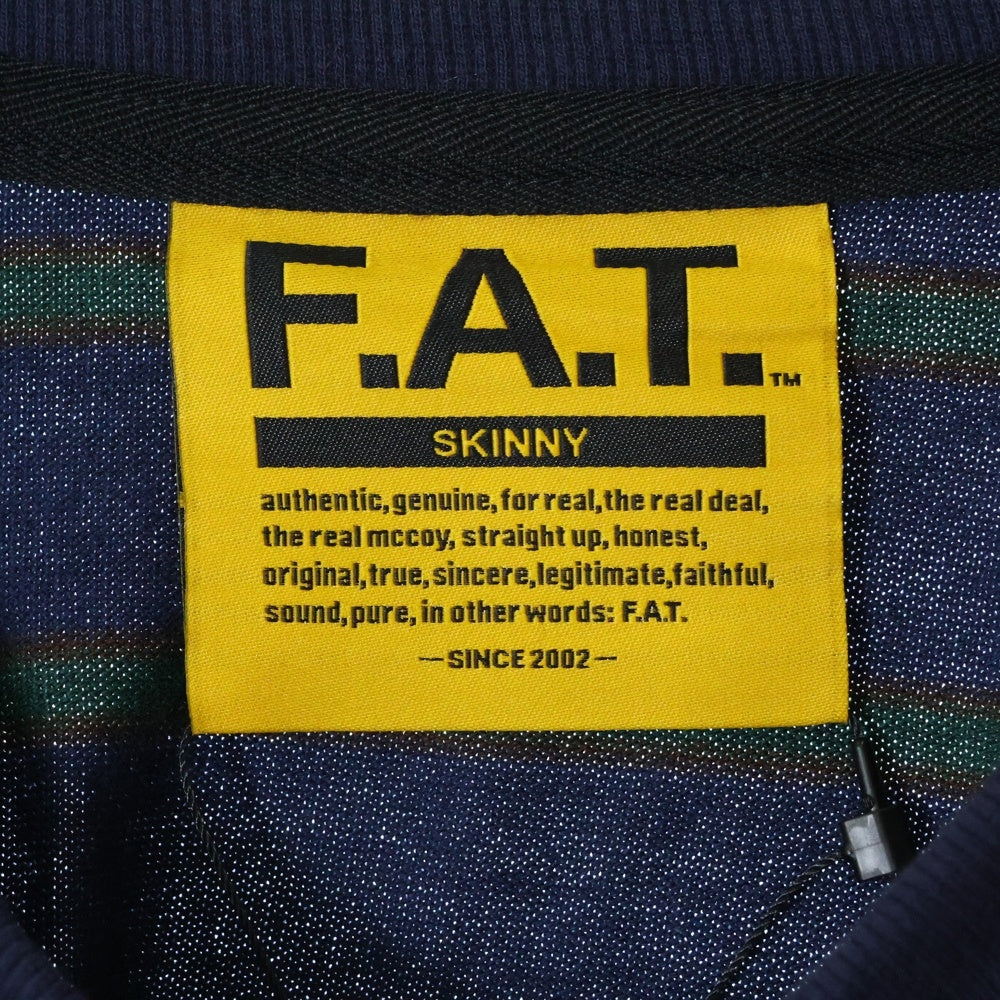 F.A.T.™
SKINNY
authentic, genuine, for real, the real deal,
the real mccoy, straight up, honest,
original, true, sincere, legitimate, faithful,
sound, pure, in other words: F.A.T.
—SINCE 2002—